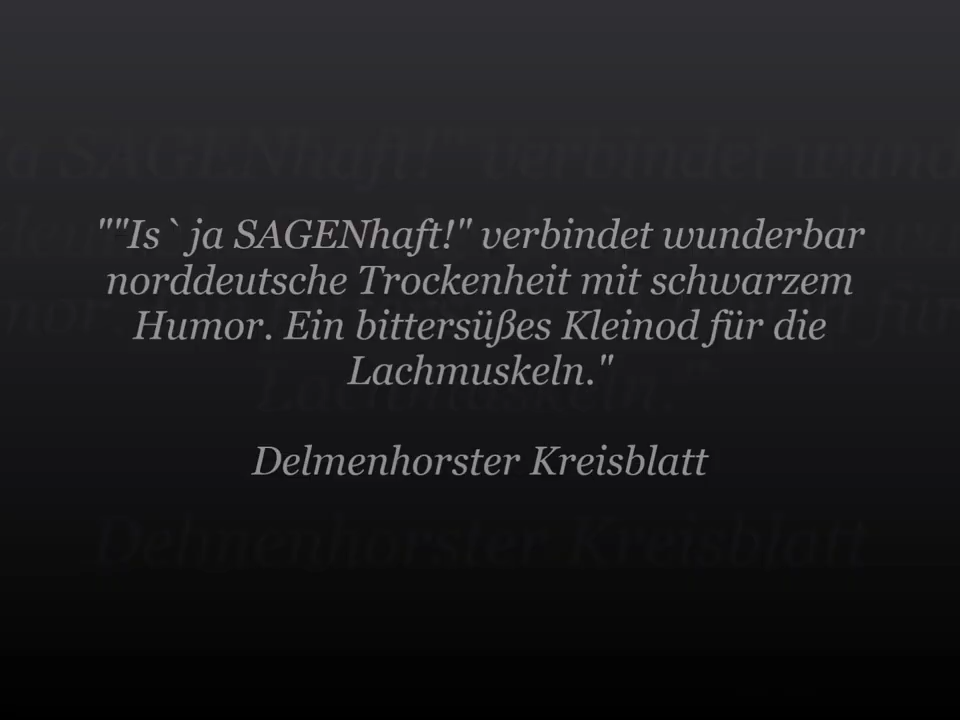 ""Is` ja SAGENhaft!" verbindet wunderbar
norddeutsche Trockenheit mit schwarzem
Humor. Ein bittersüßes Kleinod für die
Lachmuskeln."
Delmenhorster Kreisblatt